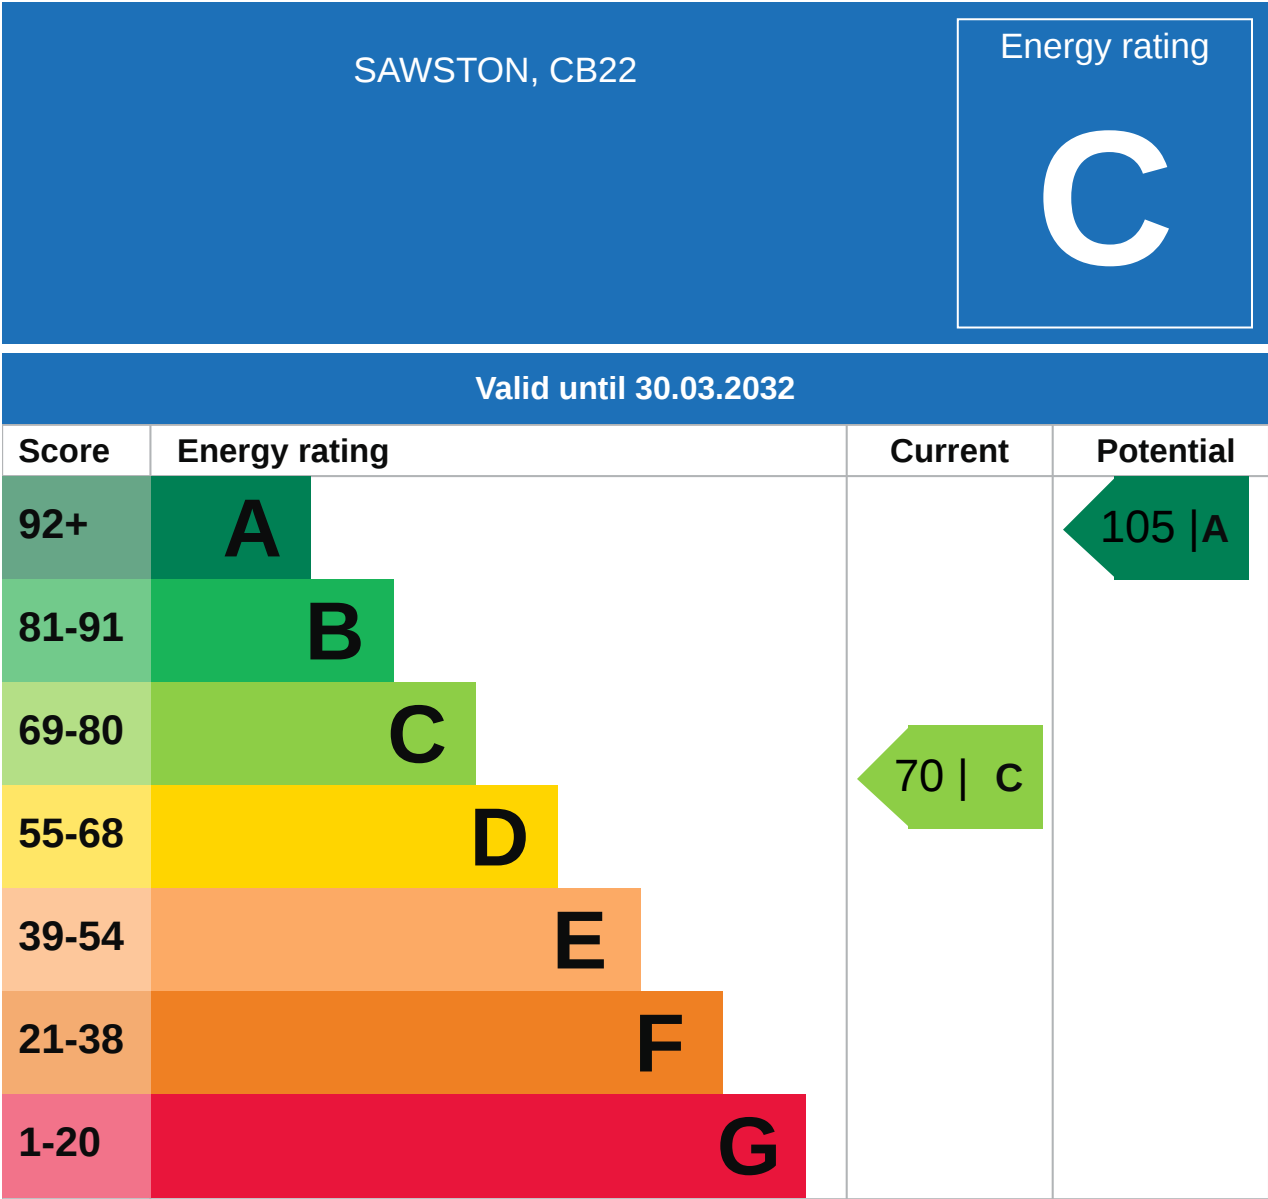 SAWSTON, CB22
Energy rating
C
Valid until 30.03.2032
Score Energy rating Current Potential
92+ A 105 | A
81-91 B
69-80 C 70 | C
55-68 D
39-54 E
21-38 F
1-20 G